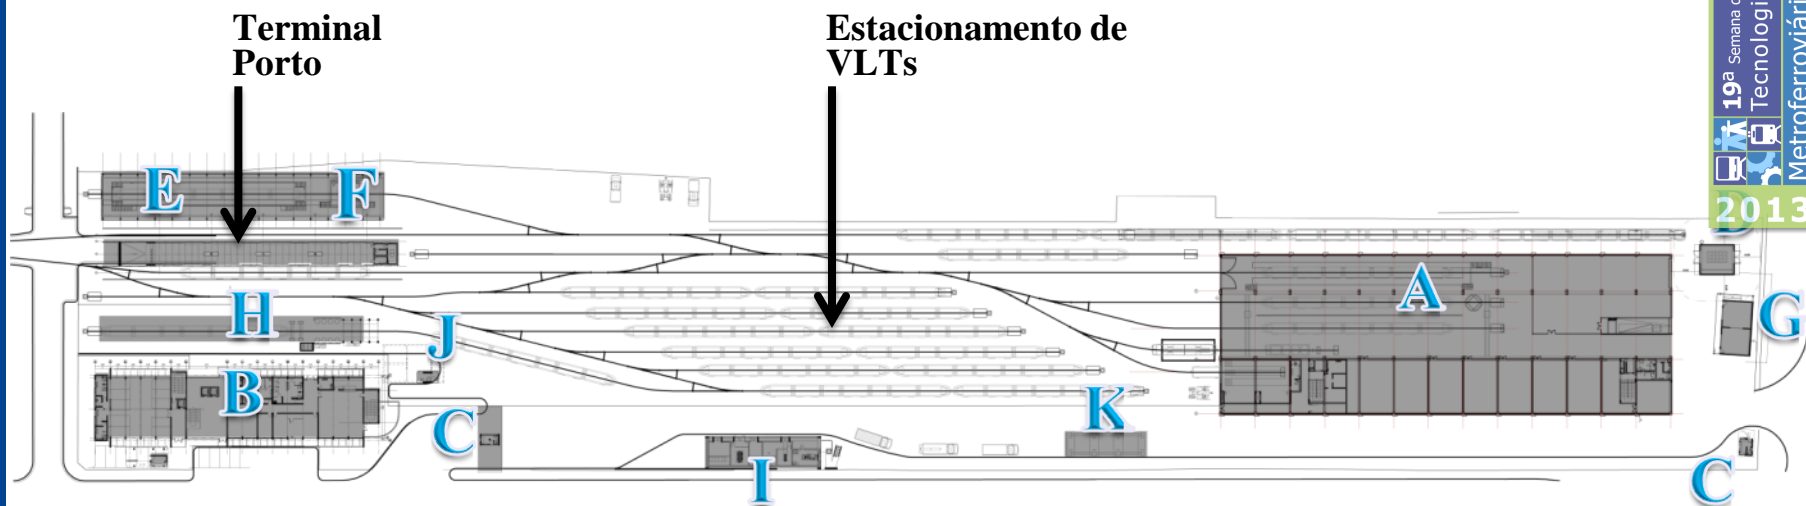 Terminal
Porto
Estacionamento de
VLTs
19ª Semana d
Tecnologi
Metroferroviári
2013
E
F
D
A
G
H
J
B
K
C
I
C